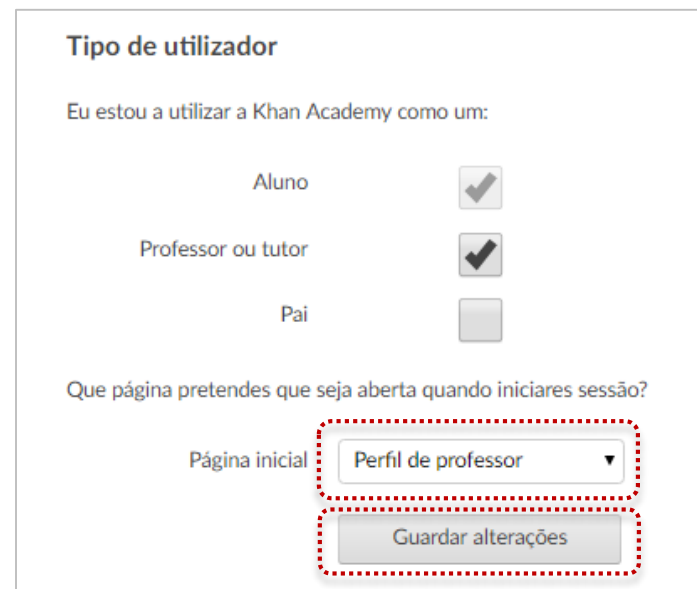 Tipo de utilizador
Eu estou a utilizar a Khan Academy como um:
Aluno
Professor ou tutor
Pai
Que página pretendes que seja aberta quando iniciares sessão?
Página inicial Perfil de professor
Guardar alterações